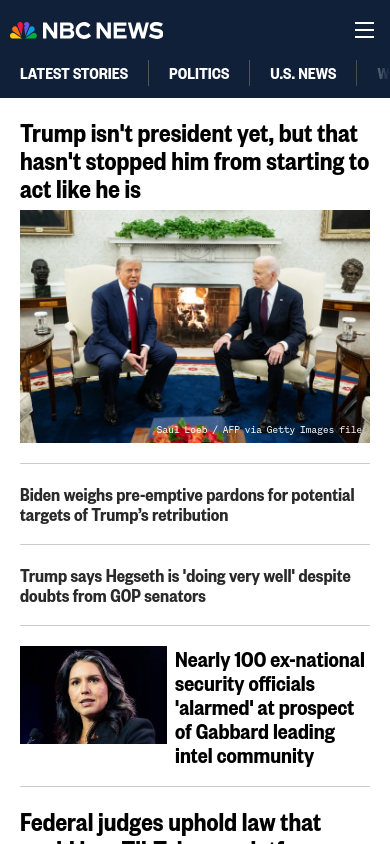 NBC NEWS
LATEST STORIES
POLITICS
U.S. NEWS
Trump isn't president yet, but that
hasn't stopped him from starting to
act like he is
Saul Loeb / AFP via Getty Images file
Biden weighs pre-emptive pardons for potential
targets of Trump’s retribution
Trump says Hegseth is 'doing very well' despite
doubts from GOP senators
Nearly 100 ex-national
security officials
'alarmed' at prospect
of Gabbard leading
intel community
Federal judges uphold law that